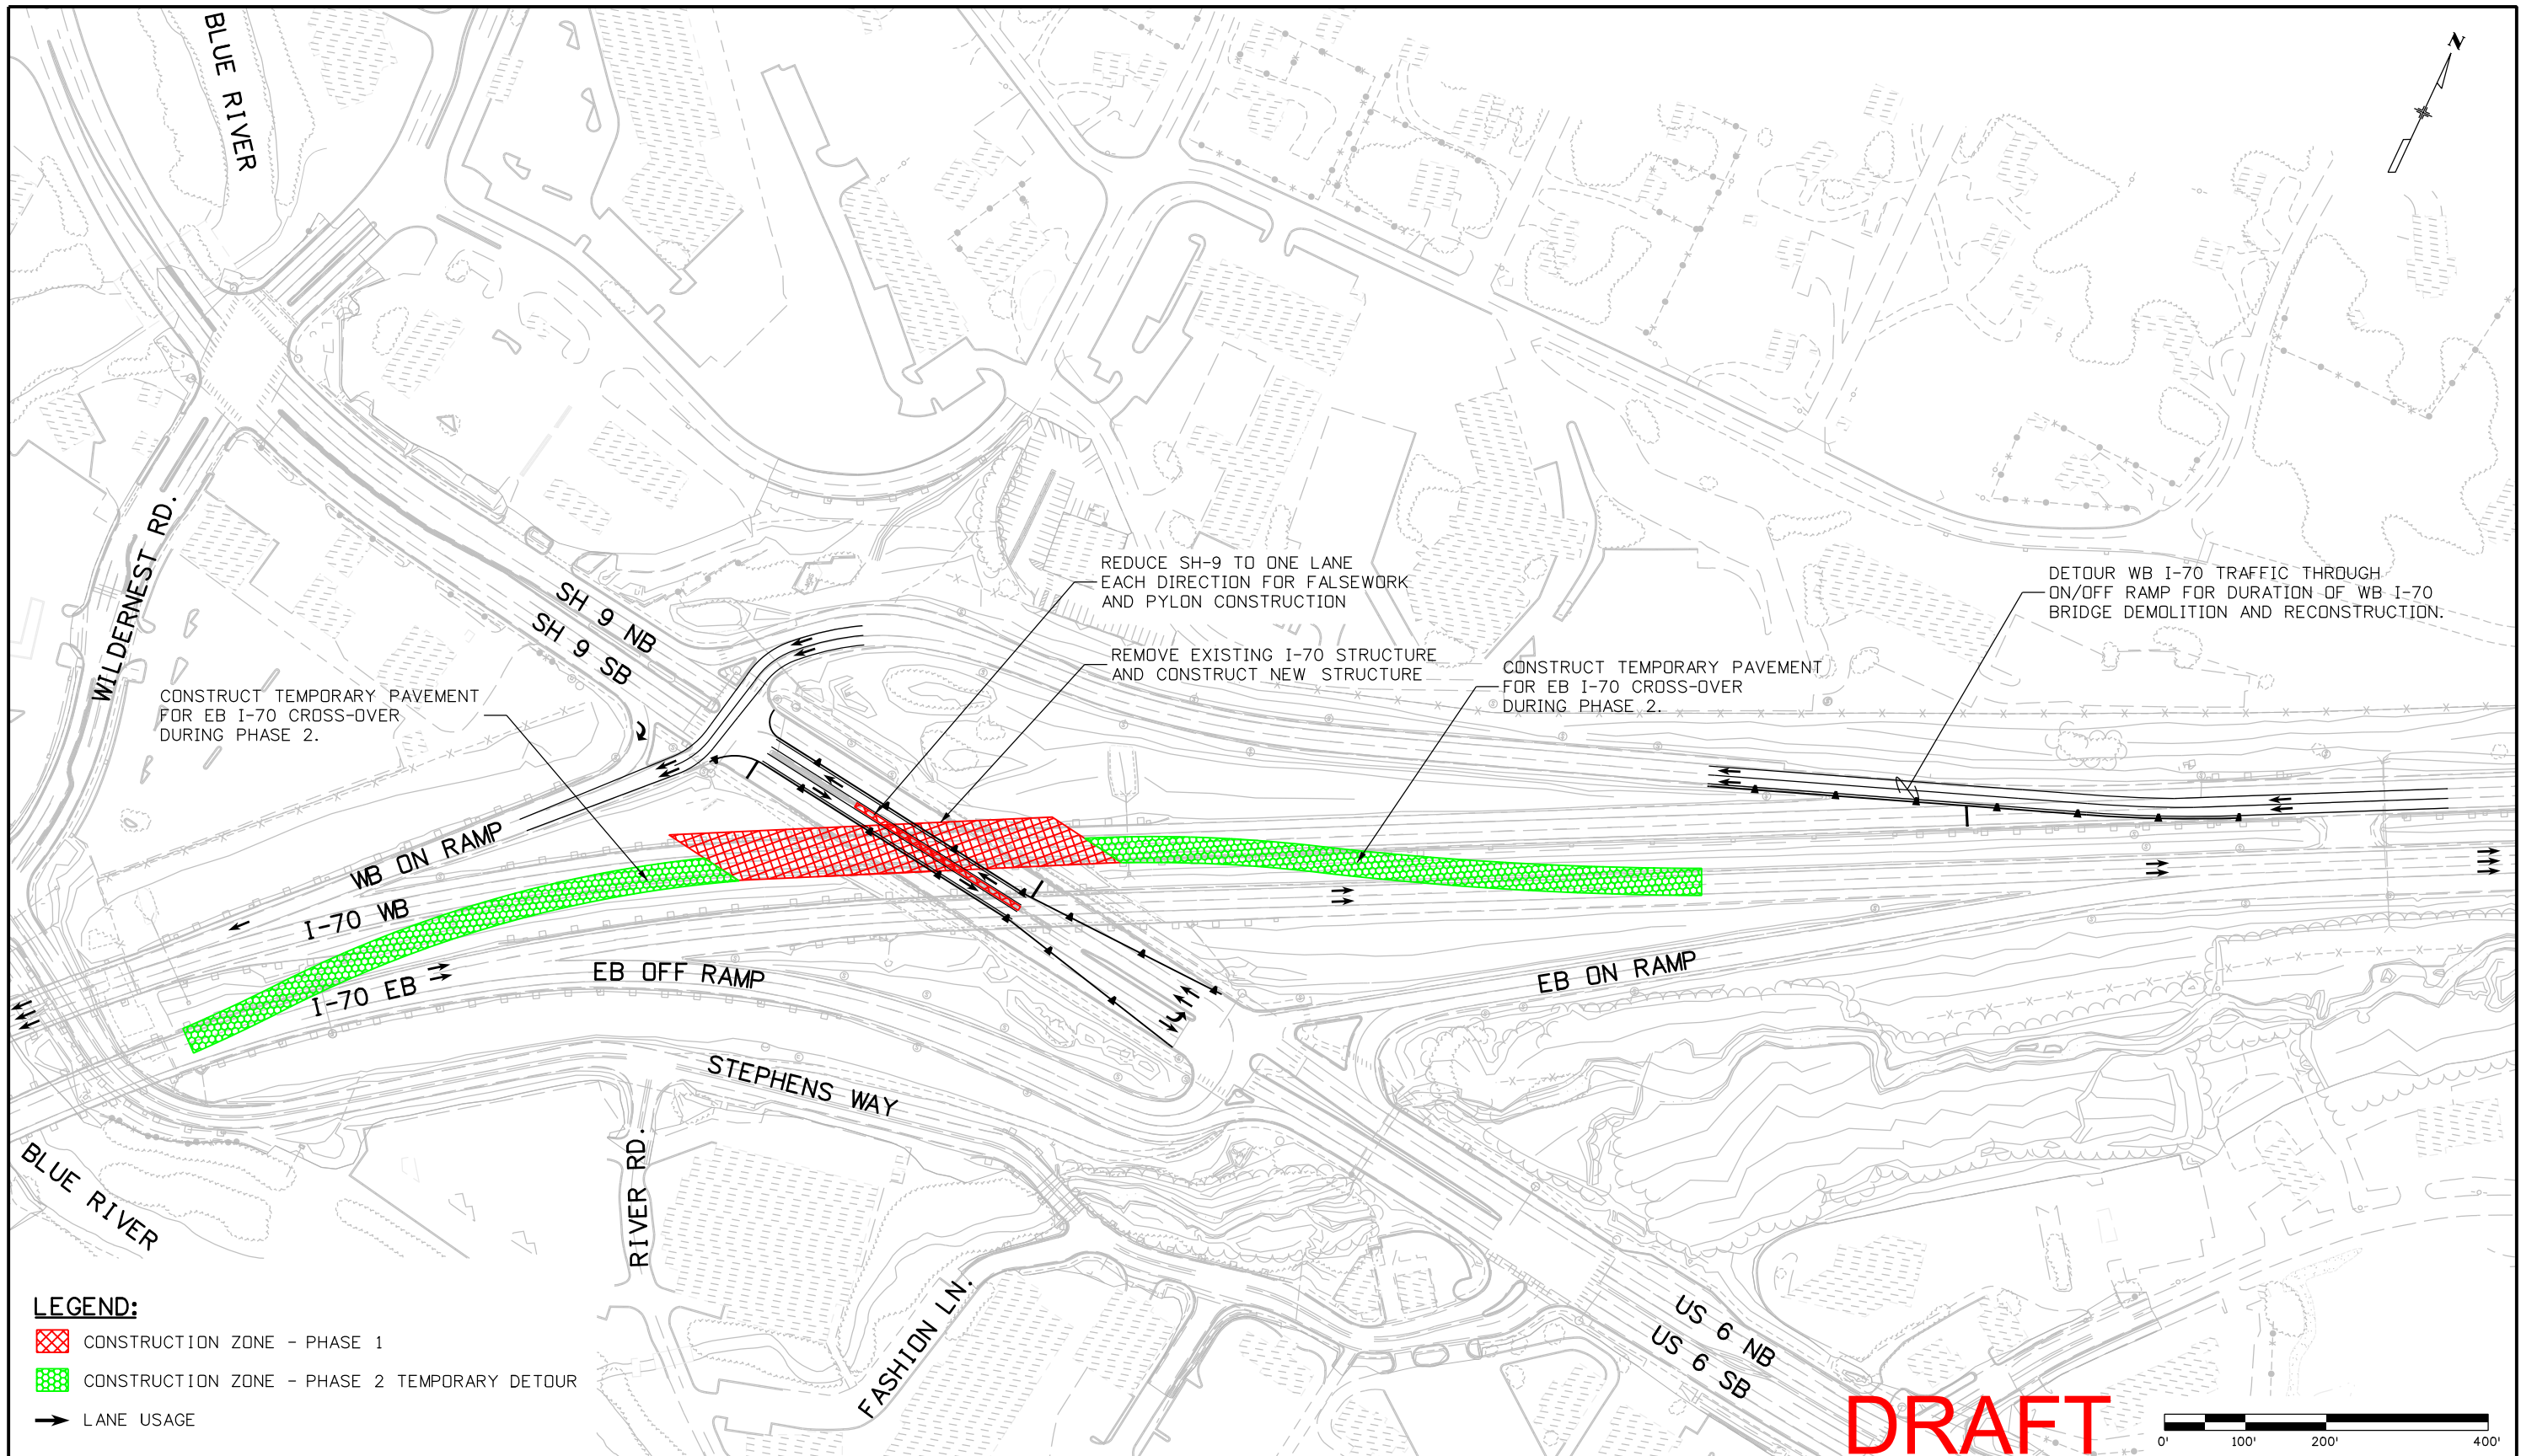 BLUE RIVER
N
WILDERNEST RD.
SH 9 NB
SH 9 SB
REDUCE SH-9 TO ONE LANE
EACH DIRECTION FOR FALSEWORK
AND PYLON CONSTRUCTION
REMOVE EXISTING I-70 STRUCTURE
AND CONSTRUCT NEW STRUCTURE
CONSTRUCT TEMPORARY PAVEMENT
FOR EB I-70 CROSS-OVER
DURING PHASE 2.
DETOUR WB I-70 TRAFFIC THROUGH
ON/OFF RAMP FOR DURATION OF WB I-70
BRIDGE DEMOLITION AND RECONSTRUCTION.
CONSTRUCT TEMPORARY PAVEMENT
FOR EB I-70 CROSS-OVER
DURING PHASE 2.
WB ON RAMP
I-70 WB
I-70 EB
EB OFF RAMP
EB ON RAMP
STEPHENS WAY
BLUE RIVER
RIVER RD.
FASHION LN.
US 6 NB
US 6 SB
LEGEND:
CONSTRUCTION ZONE - PHASE 1
CONSTRUCTION ZONE - PHASE 2 TEMPORARY DETOUR
LANE USAGE
DRAFT
0' 100' 200' 400'